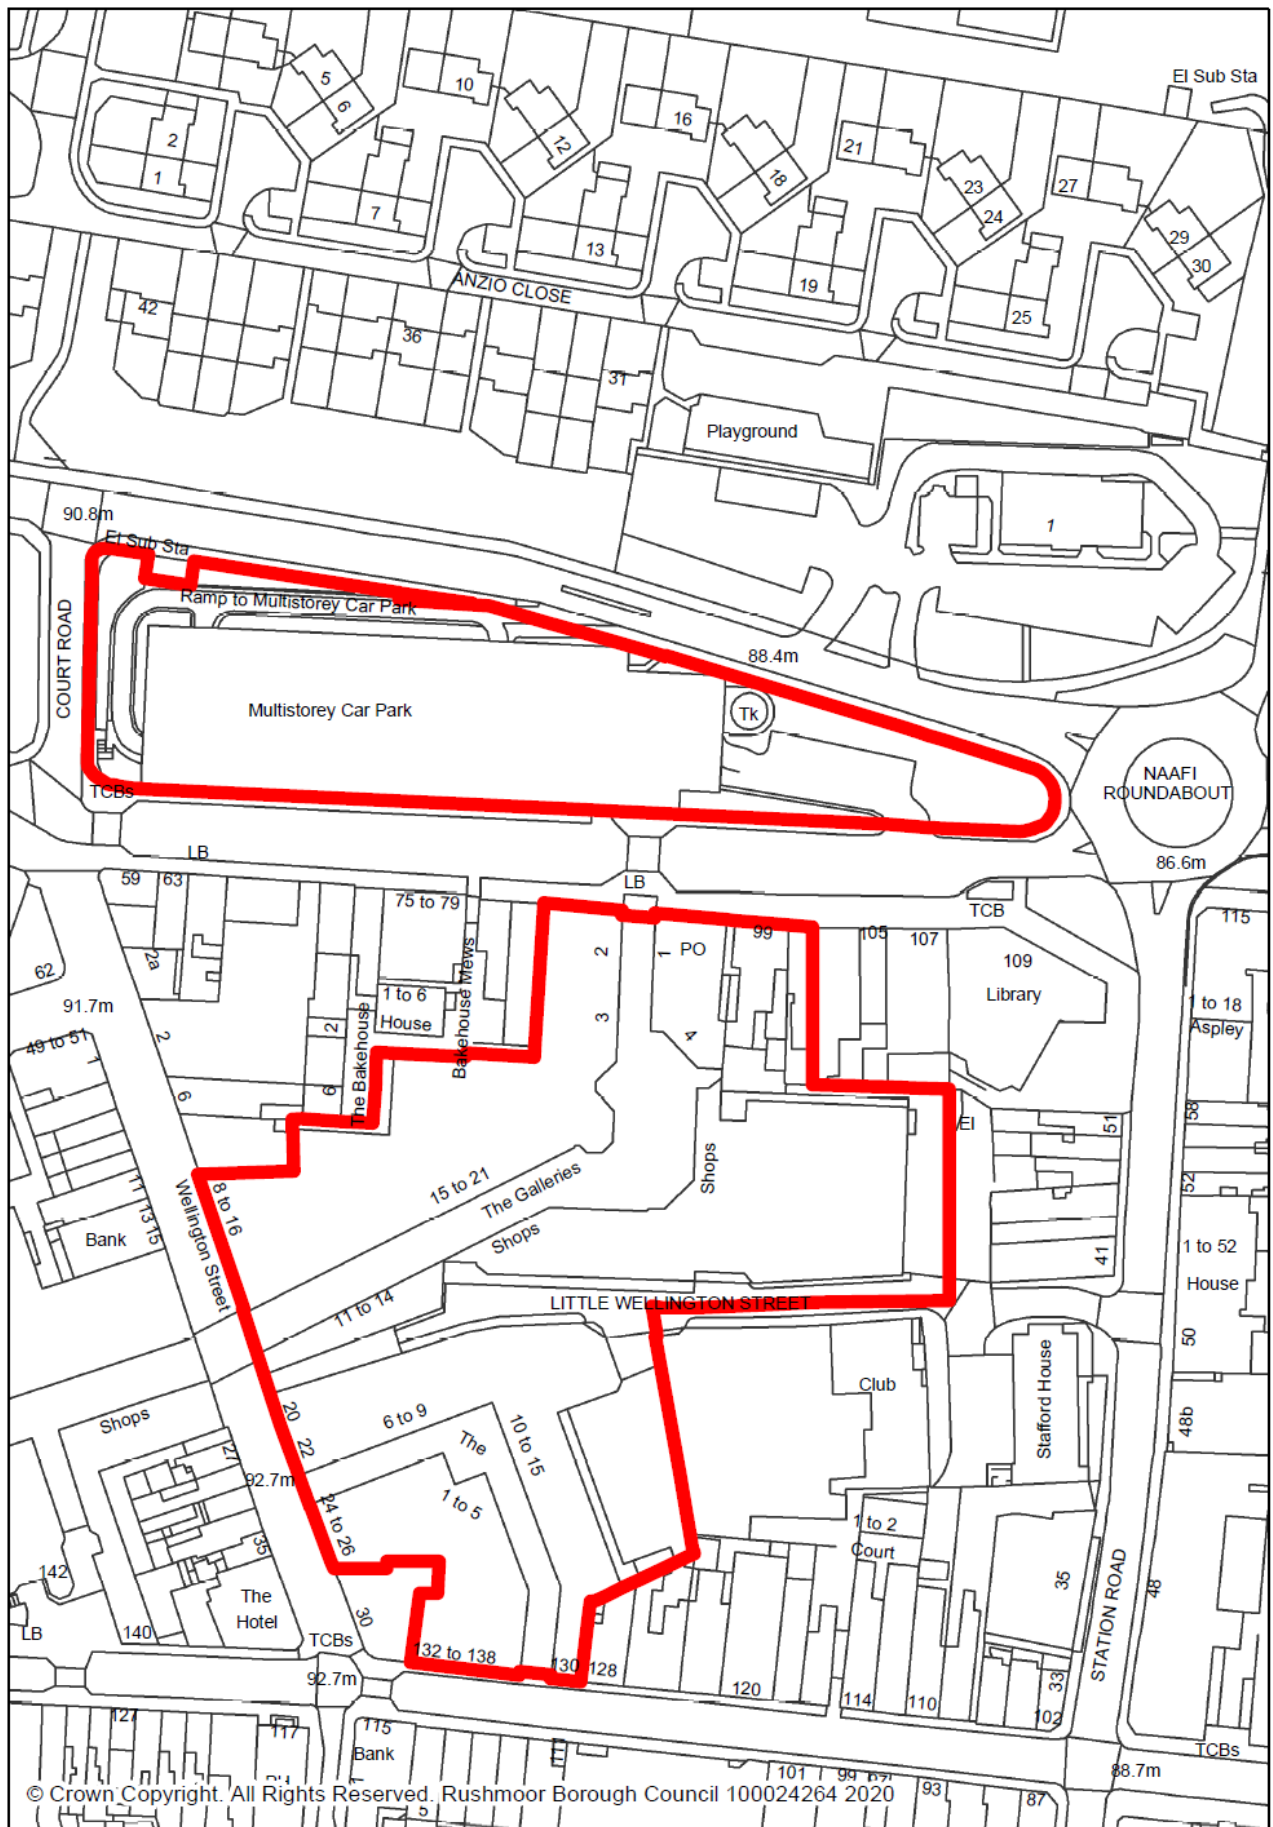 El Sub Sta
5
6
10
2
1
12
16
21
18
23
24
27
7
13
19
29
30
25
ANZIO CLOSE
42
36
31
Playground
1
90.8m
El Sub Sta
Ramp to Multistorey Car Park
COURT ROAD
88.4m
Multistorey Car Park
Tk
NAAFI
ROUNDABOUT
TCBs
LB
86.6m
LB
59
63
75 to 79
TCB
115
99
105
107
62
2a
2
1
PO
109
Library
91.7m
1 to 6
House
Bakehouse Mews
3
4
1 to 18
Aspley
49 to 51
1
2
2
The Bakehouse
6
6
El
51
58
Shops
52
11
13
15
Wellington Street
8 to 16
15 to 21
The Galleries
Shops
Bank
41
1 to 52
House
LITTLE WELLINGTON STREET
11 to 14
50
Club
Stafford House
Shops
20
22
6 to 9
The
10 to 15
48b
27
92.7m
24 to 26
1 to 5
35
1 to 2
Court
142
The
Hotel
30
35
STATION ROAD
48
LB
140
TCBs
132 to 138
130
128
92.7m
120
114
110
33
102
127
117
115
Bank
111
101
99
97
93
87
88.7m
TCBs
© Crown Copyright. All Rights Reserved. Rushmoor Borough Council 100024264 2020